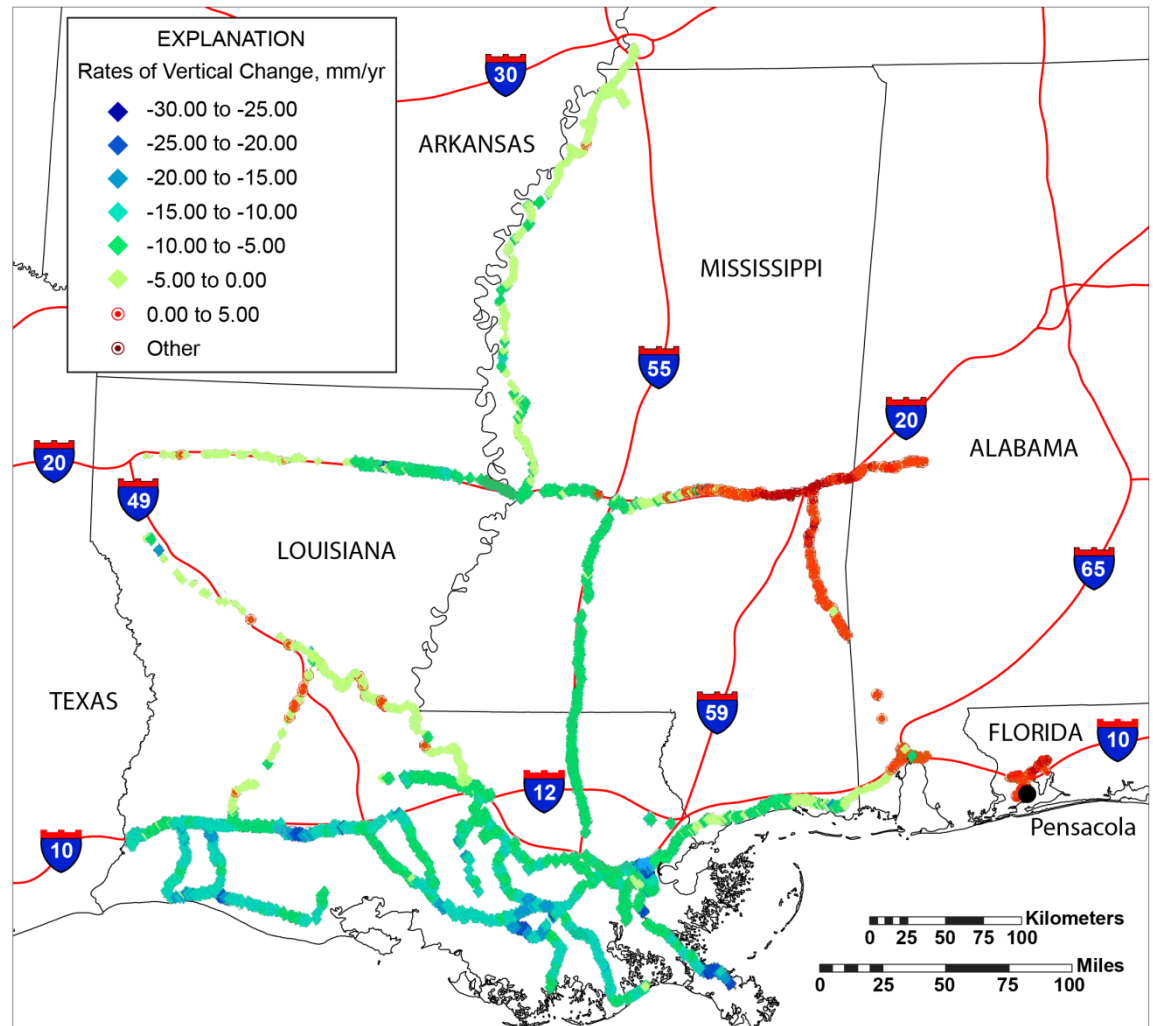 EXPLANATION
Rates of Vertical Change, mm/yr
-30.00 to -25.00
-25.00 to -20.00
-20.00 to -15.00
-15.00 to -10.00
-10.00 to -5.00
-5.00 to 0.00
0.00 to 5.00
Other
30
ARKANSAS
MISSISSIPPI
55
20
ALABAMA
20
49
LOUISIANA
65
TEXAS
59
FLORIDA
10
12
Pensacola
10
Kilometers
0 25 50 75 100
Miles
0 25 50 75 100